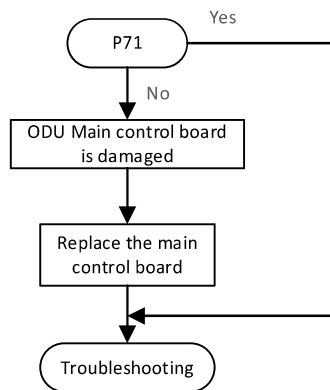 Yes
P71
No
ODU Main control board
is damaged
Replace the main
control board
Troubleshooting